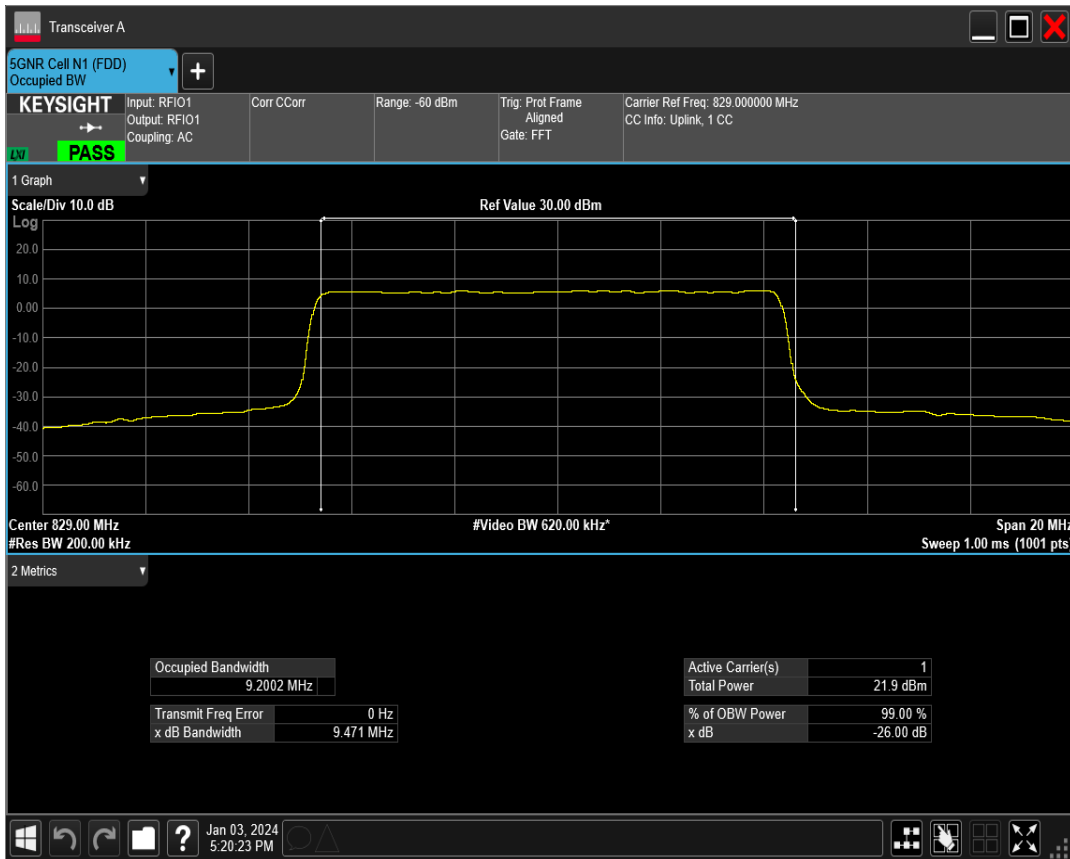 Transceiver A
5GNR Cell N1 (FDD)
Occupied BW
KEYSIGHT
LXI
PASS
Input: RFIO1
Output: RFIO1
Coupling: AC
Corr CCorr
Range: -60 dBm
Trig: Prot Frame
Aligned
Gate: FFT
Carrier Ref Freq: 829.000000 MHz
CC Info: Uplink, 1 CC
1 Graph
Scale/Div 10.0 dB
Ref Value 30.00 dBm
Log
20.0
10.0
0.00
-10.0
-20.0
-30.0
-40.0
-50.0
-60.0
Center 829.00 MHz
#Video BW 620.00 kHz*
Span 20 MHz
#Res BW 200.00 kHz
Sweep 1.00 ms (1001 pts)
2 Metrics
Occupied Bandwidth
9.2002 MHz
Transmit Freq Error 0 Hz
x dB Bandwidth 9.471 MHz
Active Carrier(s) 1
Total Power 21.9 dBm
% of OBW Power 99.00 %
x dB -26.00 dB
?
Jan 03, 2024
5:20:23 PM